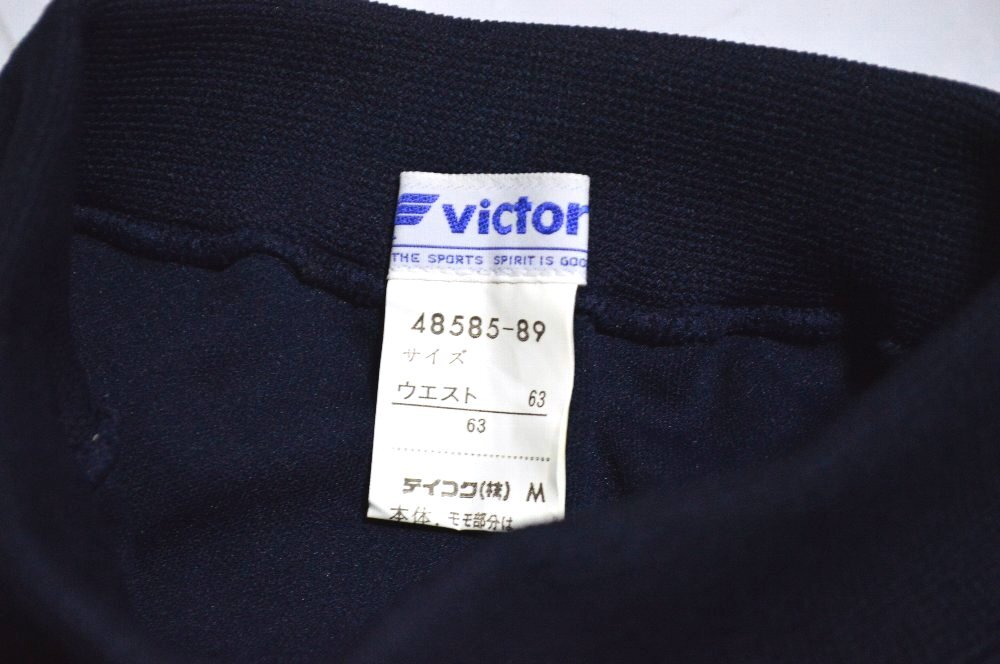 victor
THE SPORTS SPIRIT IS GOO
48585-89
サイズ
ウエスト 63
63
テイコク(株) M
本体、モモ部分は